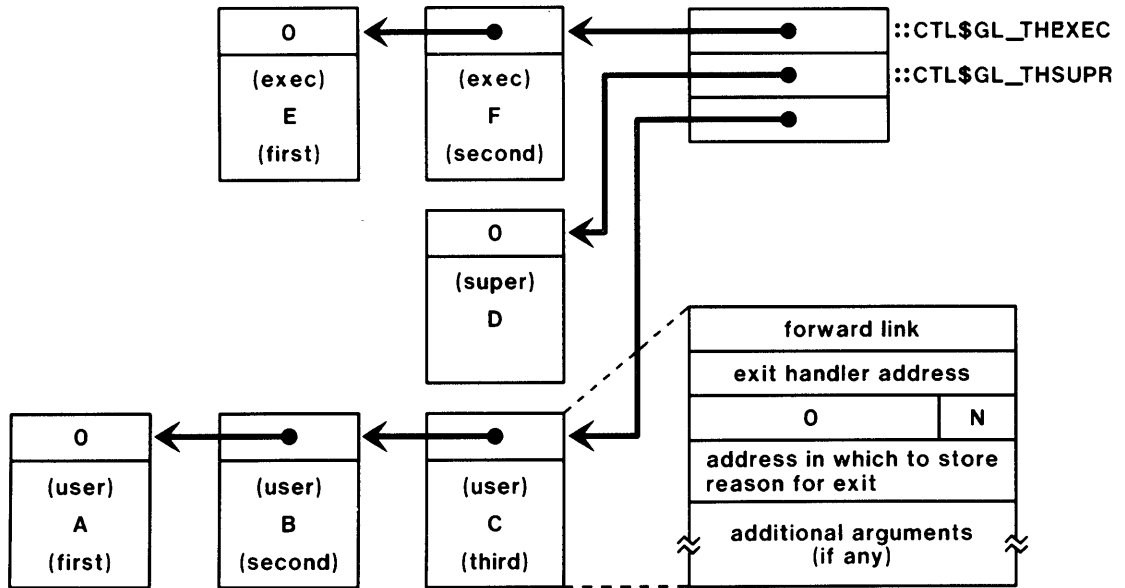 0
::CTL$GL_THEXEC
(exec)
E
(first)
(exec)
F
(second)
::CTL$GL_THSUPR
0
(super)
D
forward link
exit handler address
0 N
address in which to store
reason for exit
additional arguments
(if any)
0
(user)
A
(first)
(user)
B
(second)
(user)
C
(third)